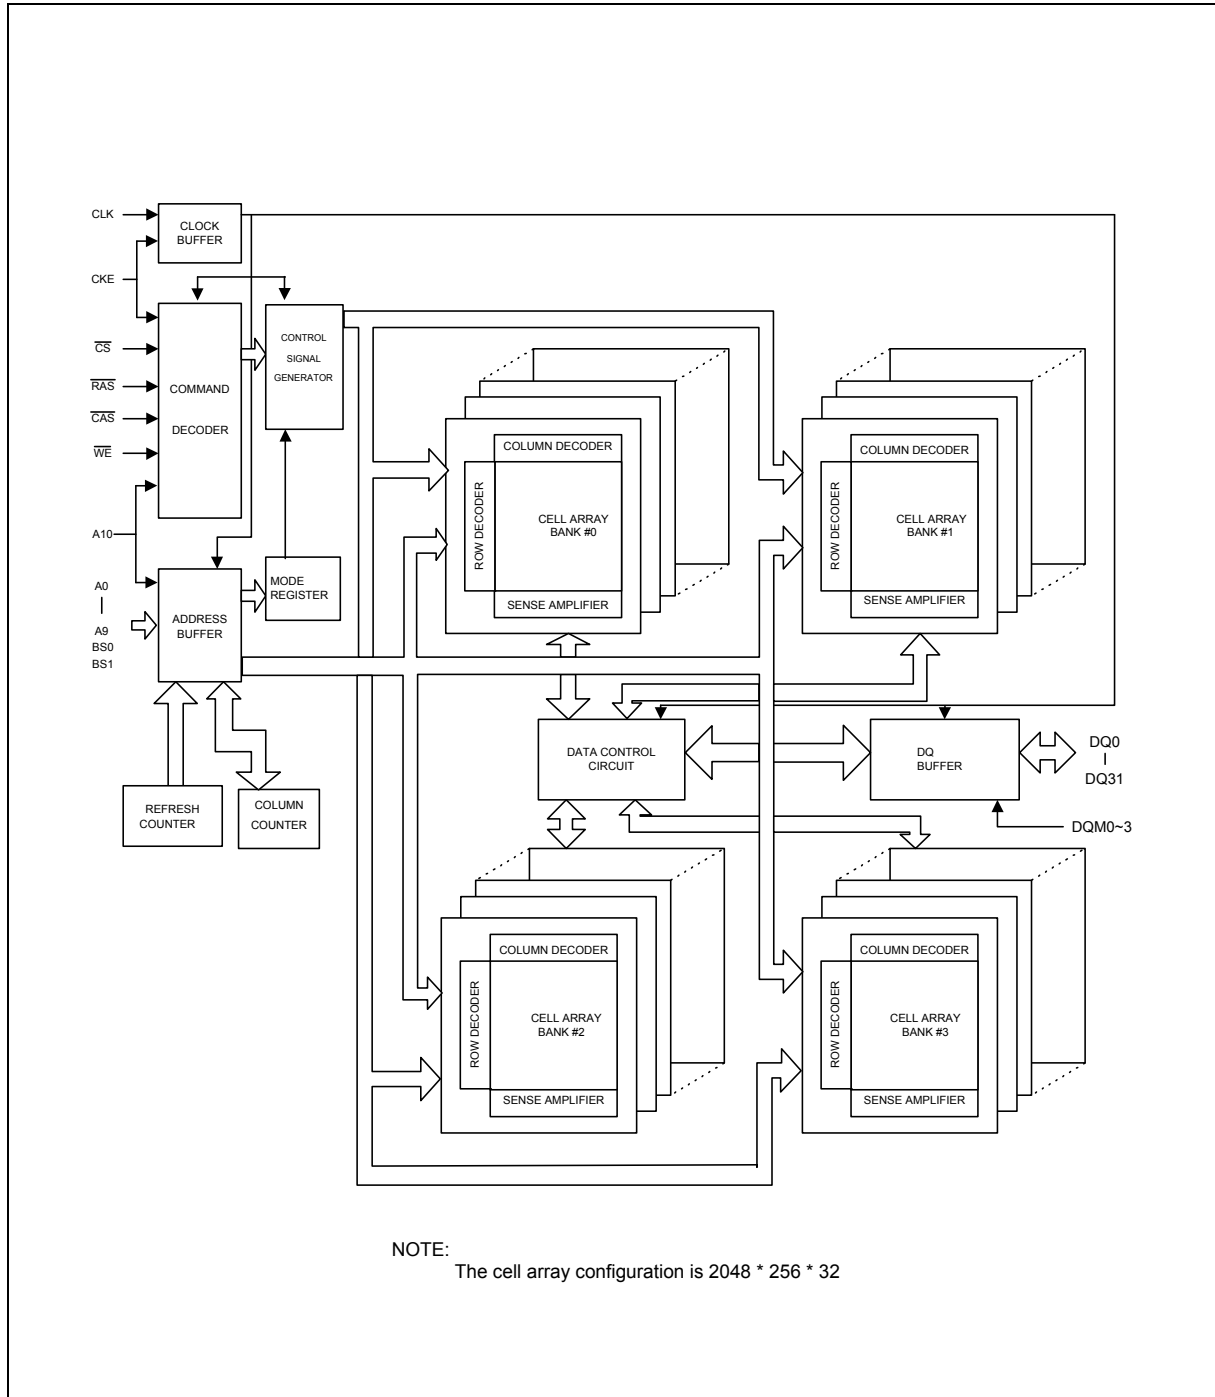 CLK
CLOCK
BUFFER
CKE
CONTROL
SIGNAL
GENERATOR
C̅S̅
R̅A̅S̅
COMMAND
C̅A̅S̅
DECODER
W̅E̅
A10
COLUMN DECODER
ROW DECODER
CELL ARRAY
BANK #0
SENSE AMPLIFIER
COLUMN DECODER
ROW DECODER
CELL ARRAY
BANK #1
SENSE AMPLIFIER
A0
A9
BS0
BS1
ADDRESS
BUFFER
MODE
REGISTER
DATA CONTROL
CIRCUIT
DQ
BUFFER
DQ0
DQ31
DQM0~3
REFRESH
COUNTER
COLUMN
COUNTER
COLUMN DECODER
ROW DECODER
CELL ARRAY
BANK #2
SENSE AMPLIFIER
COLUMN DECODER
ROW DECODER
CELL ARRAY
BANK #3
SENSE AMPLIFIER
NOTE:
The cell array configuration is 2048 * 256 * 32